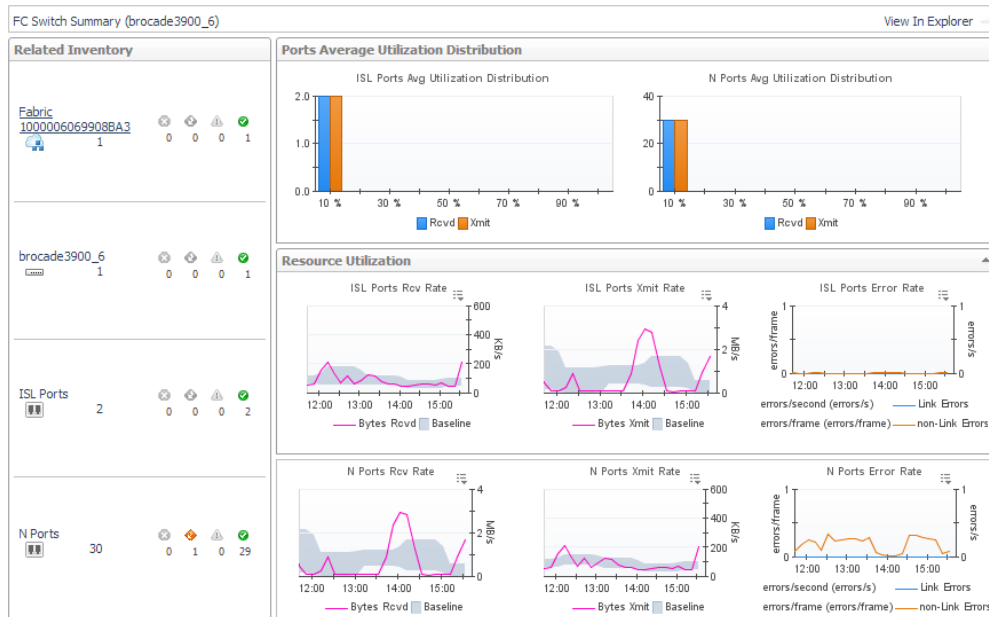 FC Switch Summary (brocade3900_6)
View In Explorer
Related Inventory
Fabric
1000006069908BA3
1
0 0 0 1
brocade3900_6
1
0 0 0 1
ISL Ports
2
0 0 0 2
N Ports
30
0 1 0 29
Ports Average Utilization Distribution
ISL Ports Avg Utilization Distribution
2.0
1.0
0.0
10 % 30 % 50 % 70 % 90 %
Rcvd Xmit
N Ports Avg Utilization Distribution
40
20
0
10 % 30 % 50 % 70 % 90 %
Rcvd Xmit
Resource Utilization
ISL Ports Rcv Rate
600
400
200
0
KB/s
12:00 13:00 14:00 15:00
Bytes Rcvd Baseline
ISL Ports Xmit Rate
4
2
0
MB/s
12:00 13:00 14:00 15:00
Bytes Xmit Baseline
ISL Ports Error Rate
errors/frame
1
0
1
0
errors/s
12:00 13:00 14:00 15:00
errors/second (errors/s) Link Errors
errors/frame (errors/frame) non-Link Errors
N Ports Rcv Rate
4
2
0
MB/s
12:00 13:00 14:00 15:00
Bytes Rcvd Baseline
N Ports Xmit Rate
600
400
200
0
KB/s
12:00 13:00 14:00 15:00
Bytes Xmit Baseline
N Ports Error Rate
errors/frame
1
0
1
0
errors/s
12:00 13:00 14:00 15:00
errors/second (errors/s) Link Errors
errors/frame (errors/frame) non-Link Errors